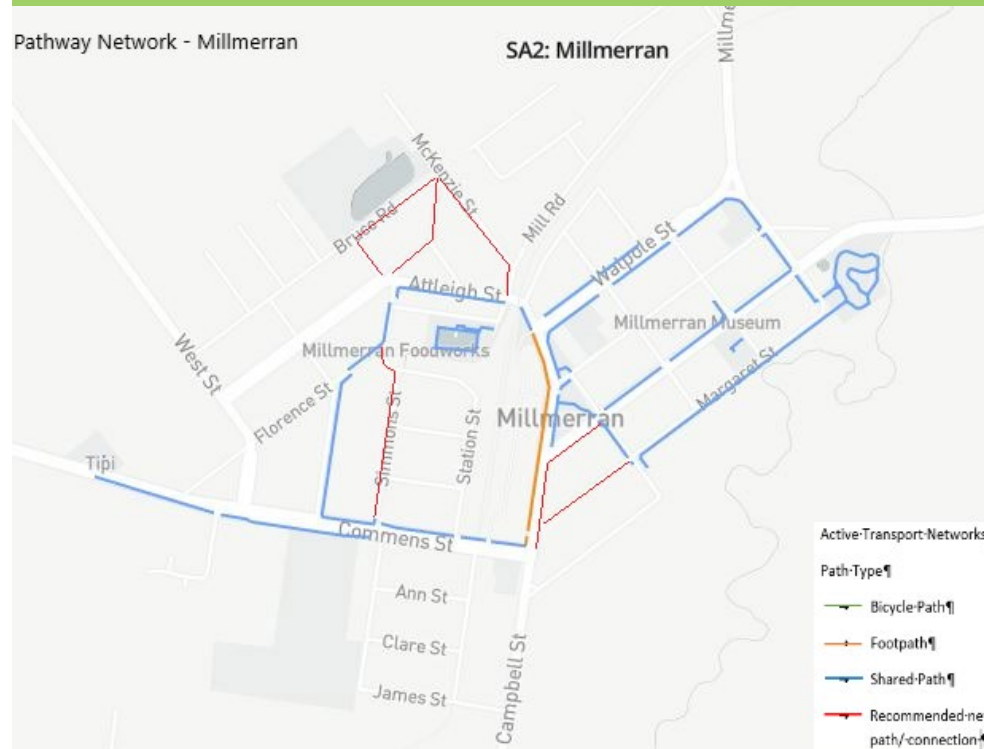 Pathway Network - Millmerran
SA2: Millmerran
Millme
McKenzie St
Mill Rd
Bruce Rd
Walpole St
Attleigh St
Millmerran Museum
Millmerran Foodworks
West St
Margaret St
Florence St
Millmerran
Simmons St
Station St
Tipi
Commens St
Ann St
Clare St
James St
Campbell St
Active·Transport·Networks
Path·Type¶
Bicycle·Path¶
Footpath¶
Shared·Path¶
Recommended·ne
path/·connection·¶